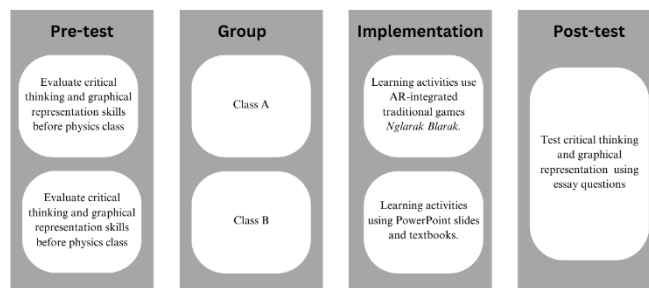 Pre-test
Evaluate critical
thinking and graphical
representation skills
before physics class
Evaluate critical
thinking and graphical
representation skills
before physics class
Group
Class A
Class B
Implementation
Learning activities use
AR-integrated
traditional games
Nglarak Blarak.
Learning activities
using PowerPoint slides
and textbooks.
Post-test
Test critical thinking
and graphical
representation using
essay questions